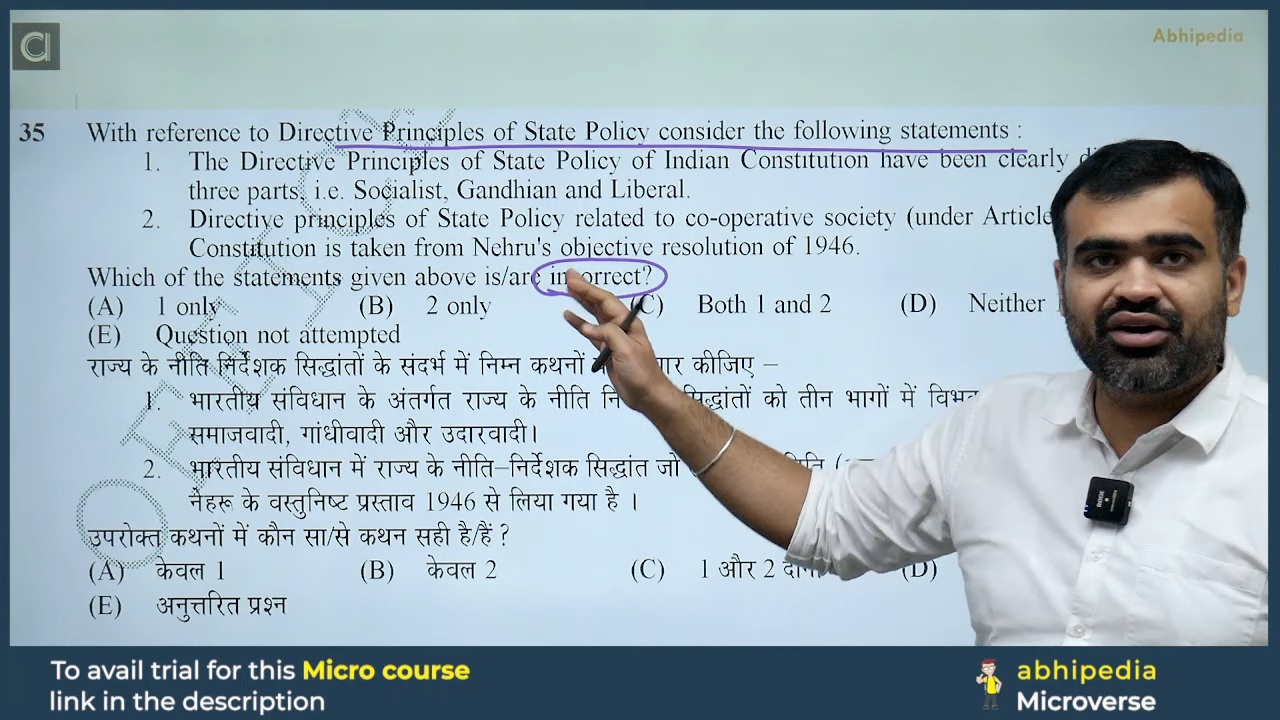 Abhipedia
35 With reference to Directive Principles of State Policy consider the following statements :
1. The Directive Principles of State Policy of Indian Constitution have been clearly
three parts, i.e. Socialist, Gandhian and Liberal.
2. Directive principles of State Policy related to co-operative society (under Article
Constitution is taken from Nehru's objective resolution of 1946.
Which of the statements given above is/are incorrect?
(A) 1 only (B) 2 only (C) Both 1 and 2 (D) Neither
(E) Question not attempted
राज्य के नीति निर्देशक सिद्धांतों के संदर्भ में निम्न कथनों कीजिए –
1. भारतीय संविधान के अंतर्गत राज्य के नीति को तीन भागों में
समाजवादी, गांधीवादी और उदारवादी।
2. भारतीय संविधान में राज्य के नीति–निर्देशक सिद्धांत जो
नेहरू के वस्तुनिष्ट प्रस्ताव 1946 से लिया गया है ।
उपरोक्त कथनों में कौन सा/से कथन सही है/हैं ?
(A) केवल 1 (B) केवल 2 (C) 1 और 2 (D)
(E) अनुत्तरित प्रश्न
To avail trial for this Micro course
link in the description
abhipedia
Microverse